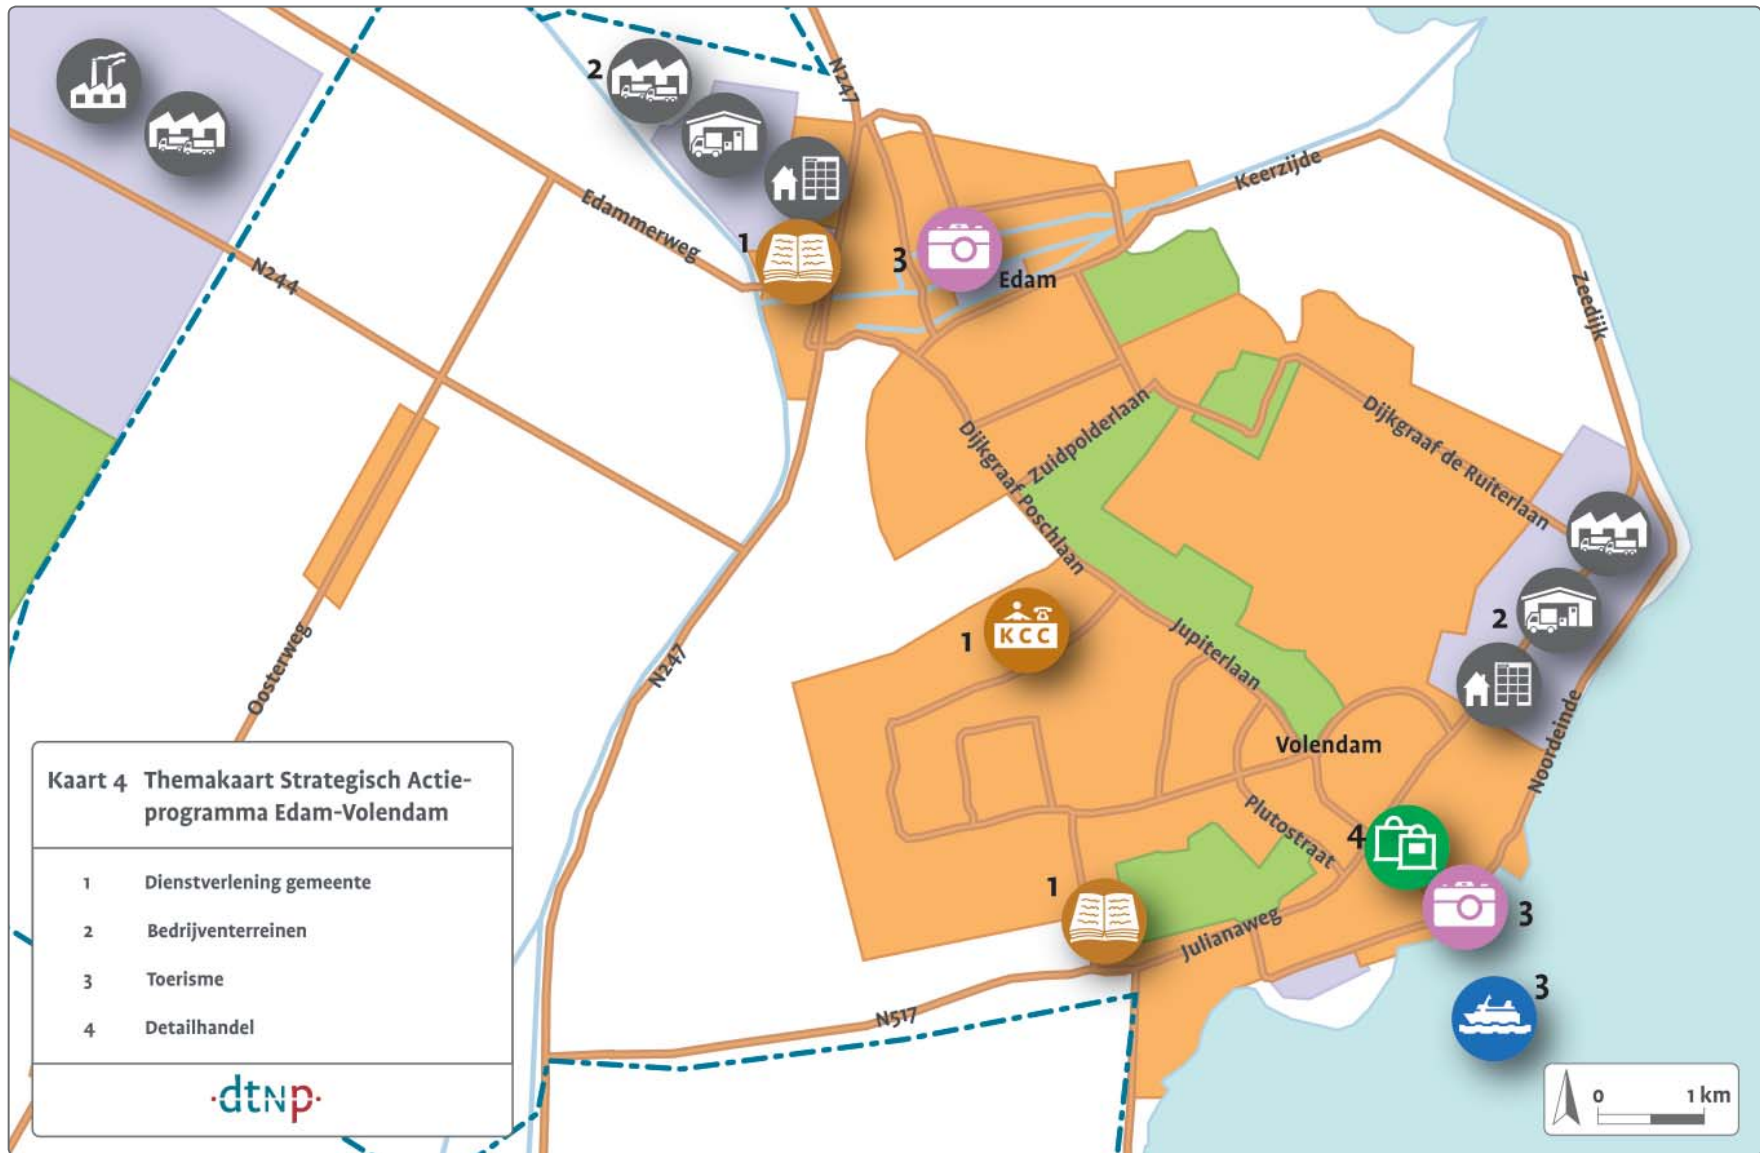 N247
2
Keerzijde
Edammerweg
1
3
Edam
N244
Zeedijk
Dijkgraaf de Ruiterlaan
Zuidpolderlaan
Dijkgraaf Poschlaan
KCC
1
2
Jupiterlaan
Oosterweg
N247
Noordeinde
Volendam
Plutostraat
4
1
3
Julianaweg
3
N517
Kaart 4 Themakaart Strategisch Actie-
programma Edam-Volendam
1 Dienstverlening gemeente
2 Bedrijventerreinen
3 Toerisme
4 Detailhandel
·dtNp·
0 1 km